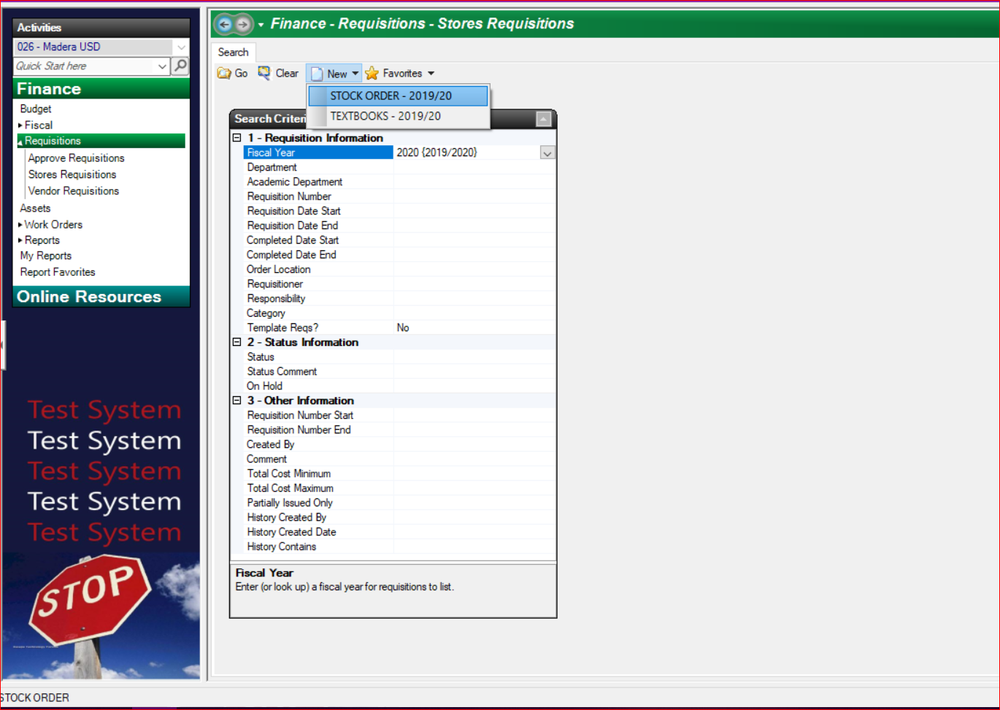 Activities
026 - Madera USD
Quick Start here
Finance
Budget
Fiscal
Requisitions
Approve Requisitions
Stores Requisitions
Vendor Requisitions
Assets
Work Orders
Reports
My Reports
Report Favorites
Online Resources
Test System
Test System
Test System
Test System
Test System
STOP
Finance - Requisitions - Stores Requisitions
Search
Go Clear New Favorites
STOCK ORDER - 2019/20
TEXTBOOKS - 2019/20
Search Criteri
1 - Requisition Information
Fiscal Year 2020 {2019/2020}
Department
Academic Department
Requisition Number
Requisition Date Start
Requisition Date End
Completed Date Start
Completed Date End
Order Location
Requisitioner
Responsibility
Category
Template Reqs? No
2 - Status Information
Status
Status Comment
On Hold
3 - Other Information
Requisition Number Start
Requisition Number End
Created By
Comment
Total Cost Minimum
Total Cost Maximum
Partially Issued Only
History Created By
History Created Date
History Contains
Fiscal Year
Enter (or look up) a fiscal year for requisitions to list.
STOCK ORDER